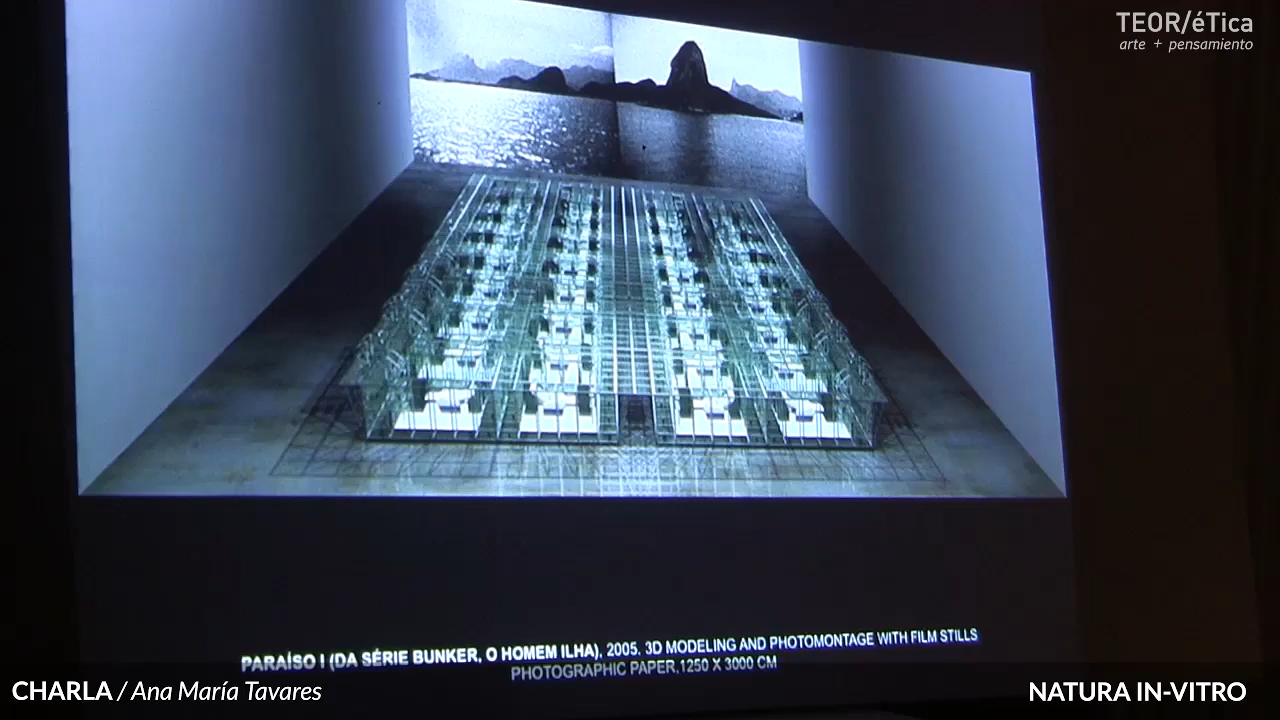 TEOR/éTica
arte + pensamiento
PARAÍSO I (DA SÉRIE BUNKER, O HOMEM ILHA), 2005. 3D MODELING AND PHOTOMONTAGE WITH FILM STILLS
PHOTOGRAPHIC PAPER,1250 X 3000 CM
CHARLA / Ana María Tavares
NATURA IN-VITRO